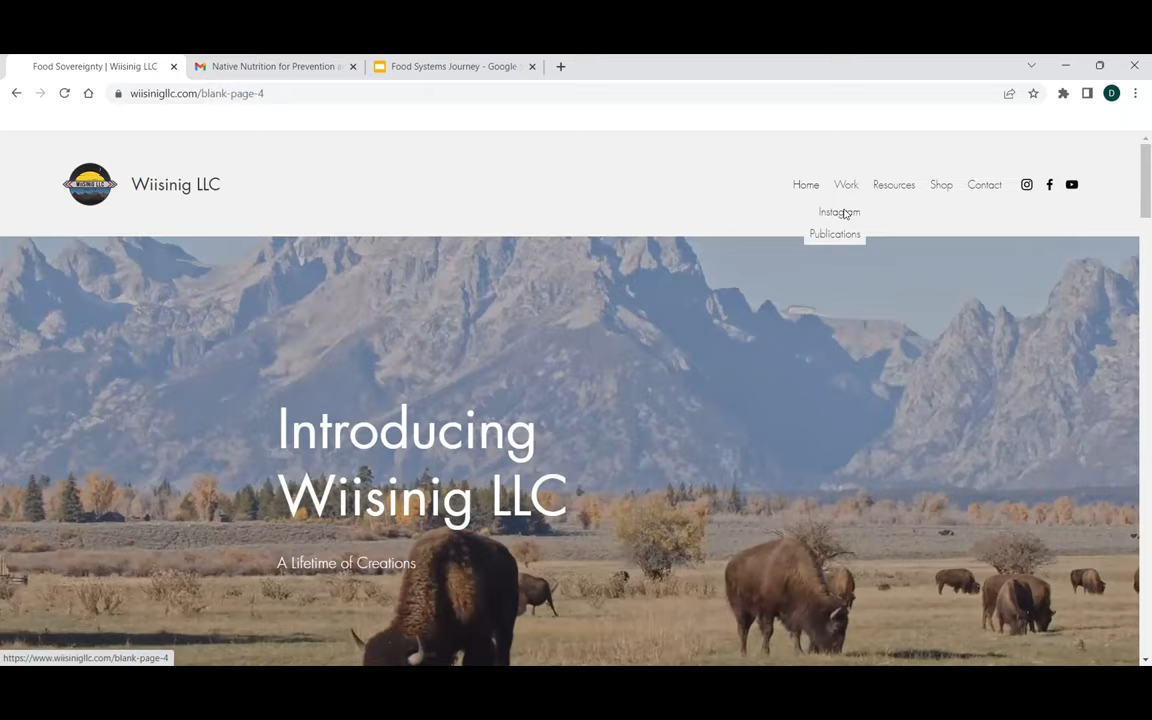 Food Sovereignty | Wiisinig LLC
Native Nutrition for Prevention a
Food Systems Journey - Google
wiisinigllc.com/blank-page-4
D
WIISINIG LLC
Wiisinig LLC
Home Work Resources Shop Contact
Instagram
Publications
Introducing
Wiisinig LLC
A Lifetime of Creations
https://www.wiisinigllc.com/blank-page-4